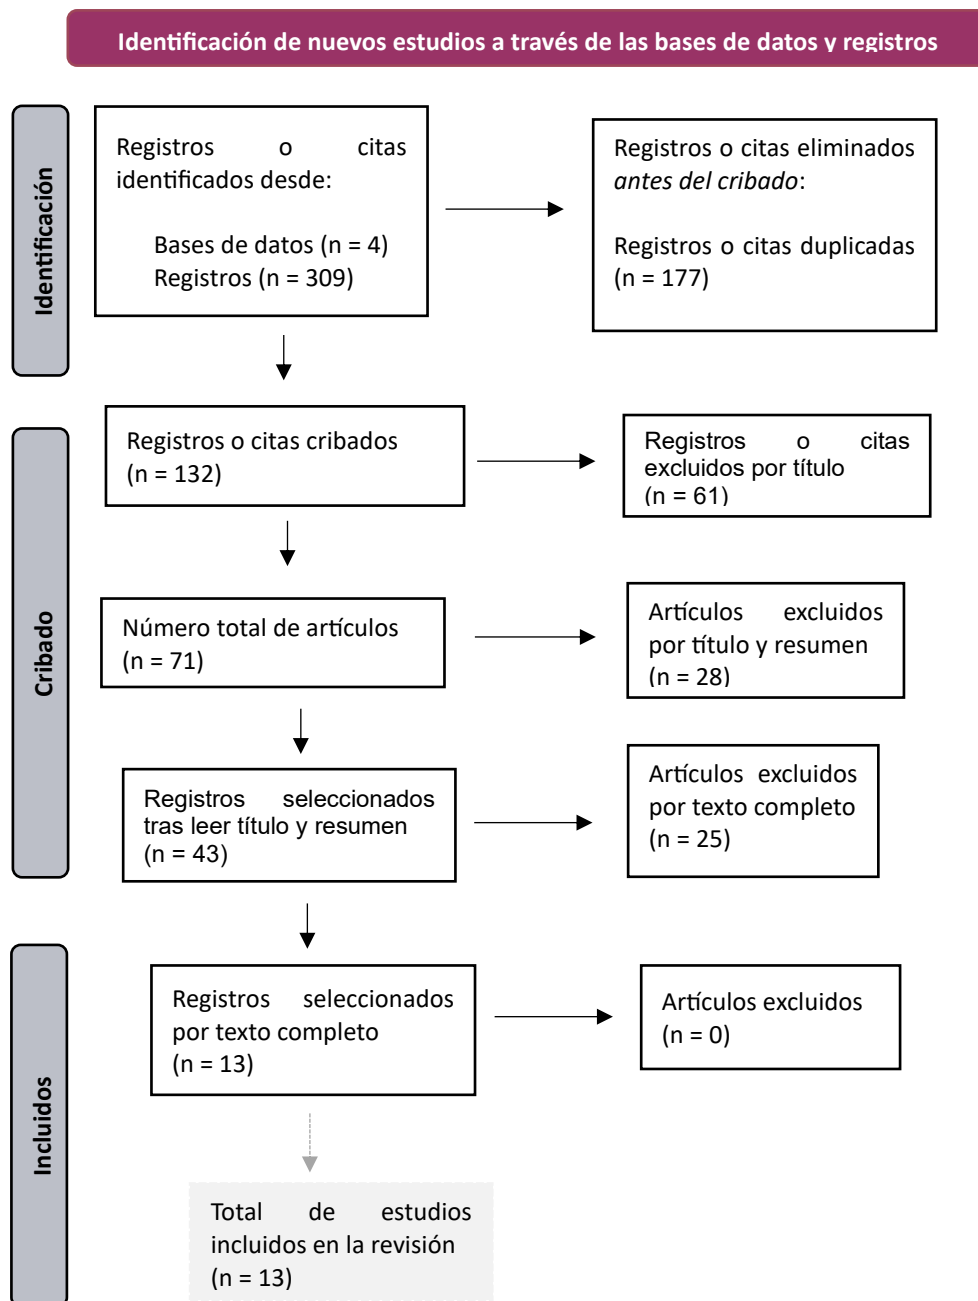 Identificación de nuevos estudios a través de las bases de datos y registros
Identificación
Registros o citas
identificados desde:
Bases de datos (n = 4)
Registros (n = 309)
Registros o citas eliminados
antes del cribado:
Registros o citas duplicadas
(n = 177)
Cribado
Registros o citas cribados
(n = 132)
Registros o citas
excluidos por título
(n = 61)
Número total de artículos
(n = 71)
Artículos excluidos
por título y resumen
(n = 28)
Registros seleccionados
tras leer título y resumen
(n = 43)
Artículos excluidos
por texto completo
(n = 25)
Incluidos
Registros seleccionados
por texto completo
(n = 13)
Artículos excluidos
(n = 0)
Total de estudios
incluidos en la revisión
(n = 13)